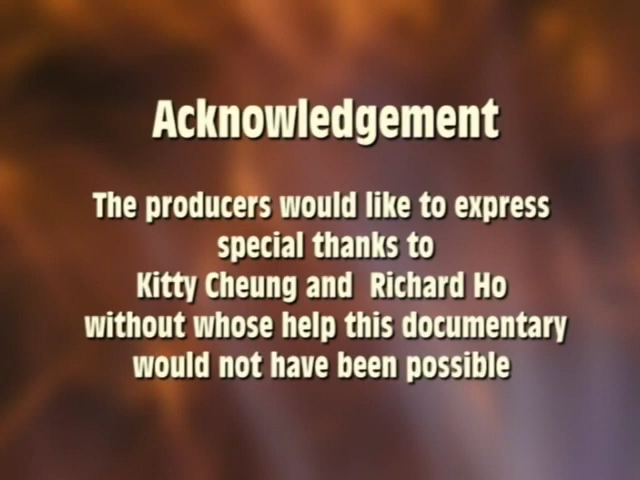 Acknowledgement
The producers would like to express
special thanks to
Kitty Cheung and  Richard Ho
without whose help this documentary
would not have been possible